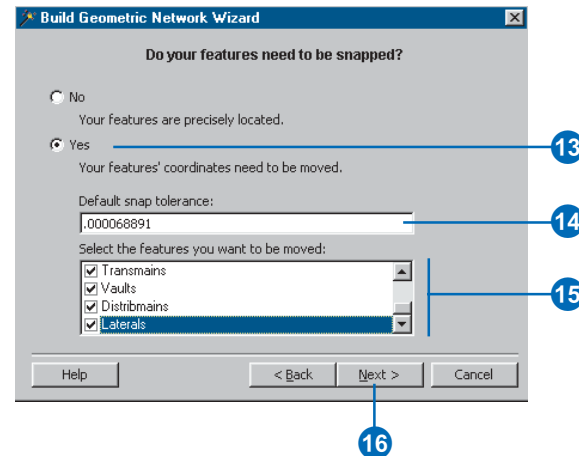 Build Geometric Network Wizard
Do your features need to be snapped?
No
Your features are precisely located.
Yes
13
Your features' coordinates need to be moved.
Default snap tolerance:
.000068891
14
Select the features you want to be moved:
Transmains
Vaults
15
Distribmains
Laterals
Help
< Back
Next >
Cancel
16